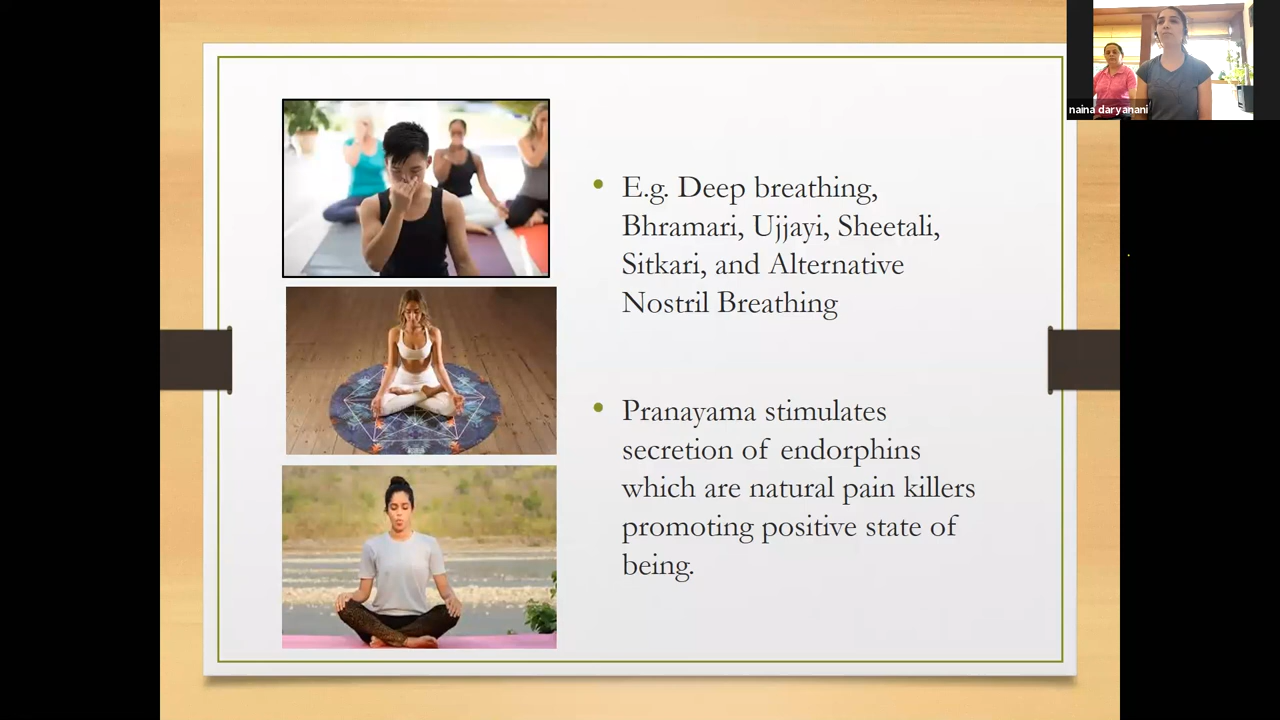 naina daryanani
E.g. Deep breathing,
Bhramari, Ujjayi, Sheetali,
Sitkari, and Alternative
Nostril Breathing
Pranayama stimulates
secretion of endorphins
which are natural pain killers
promoting positive state of
being.